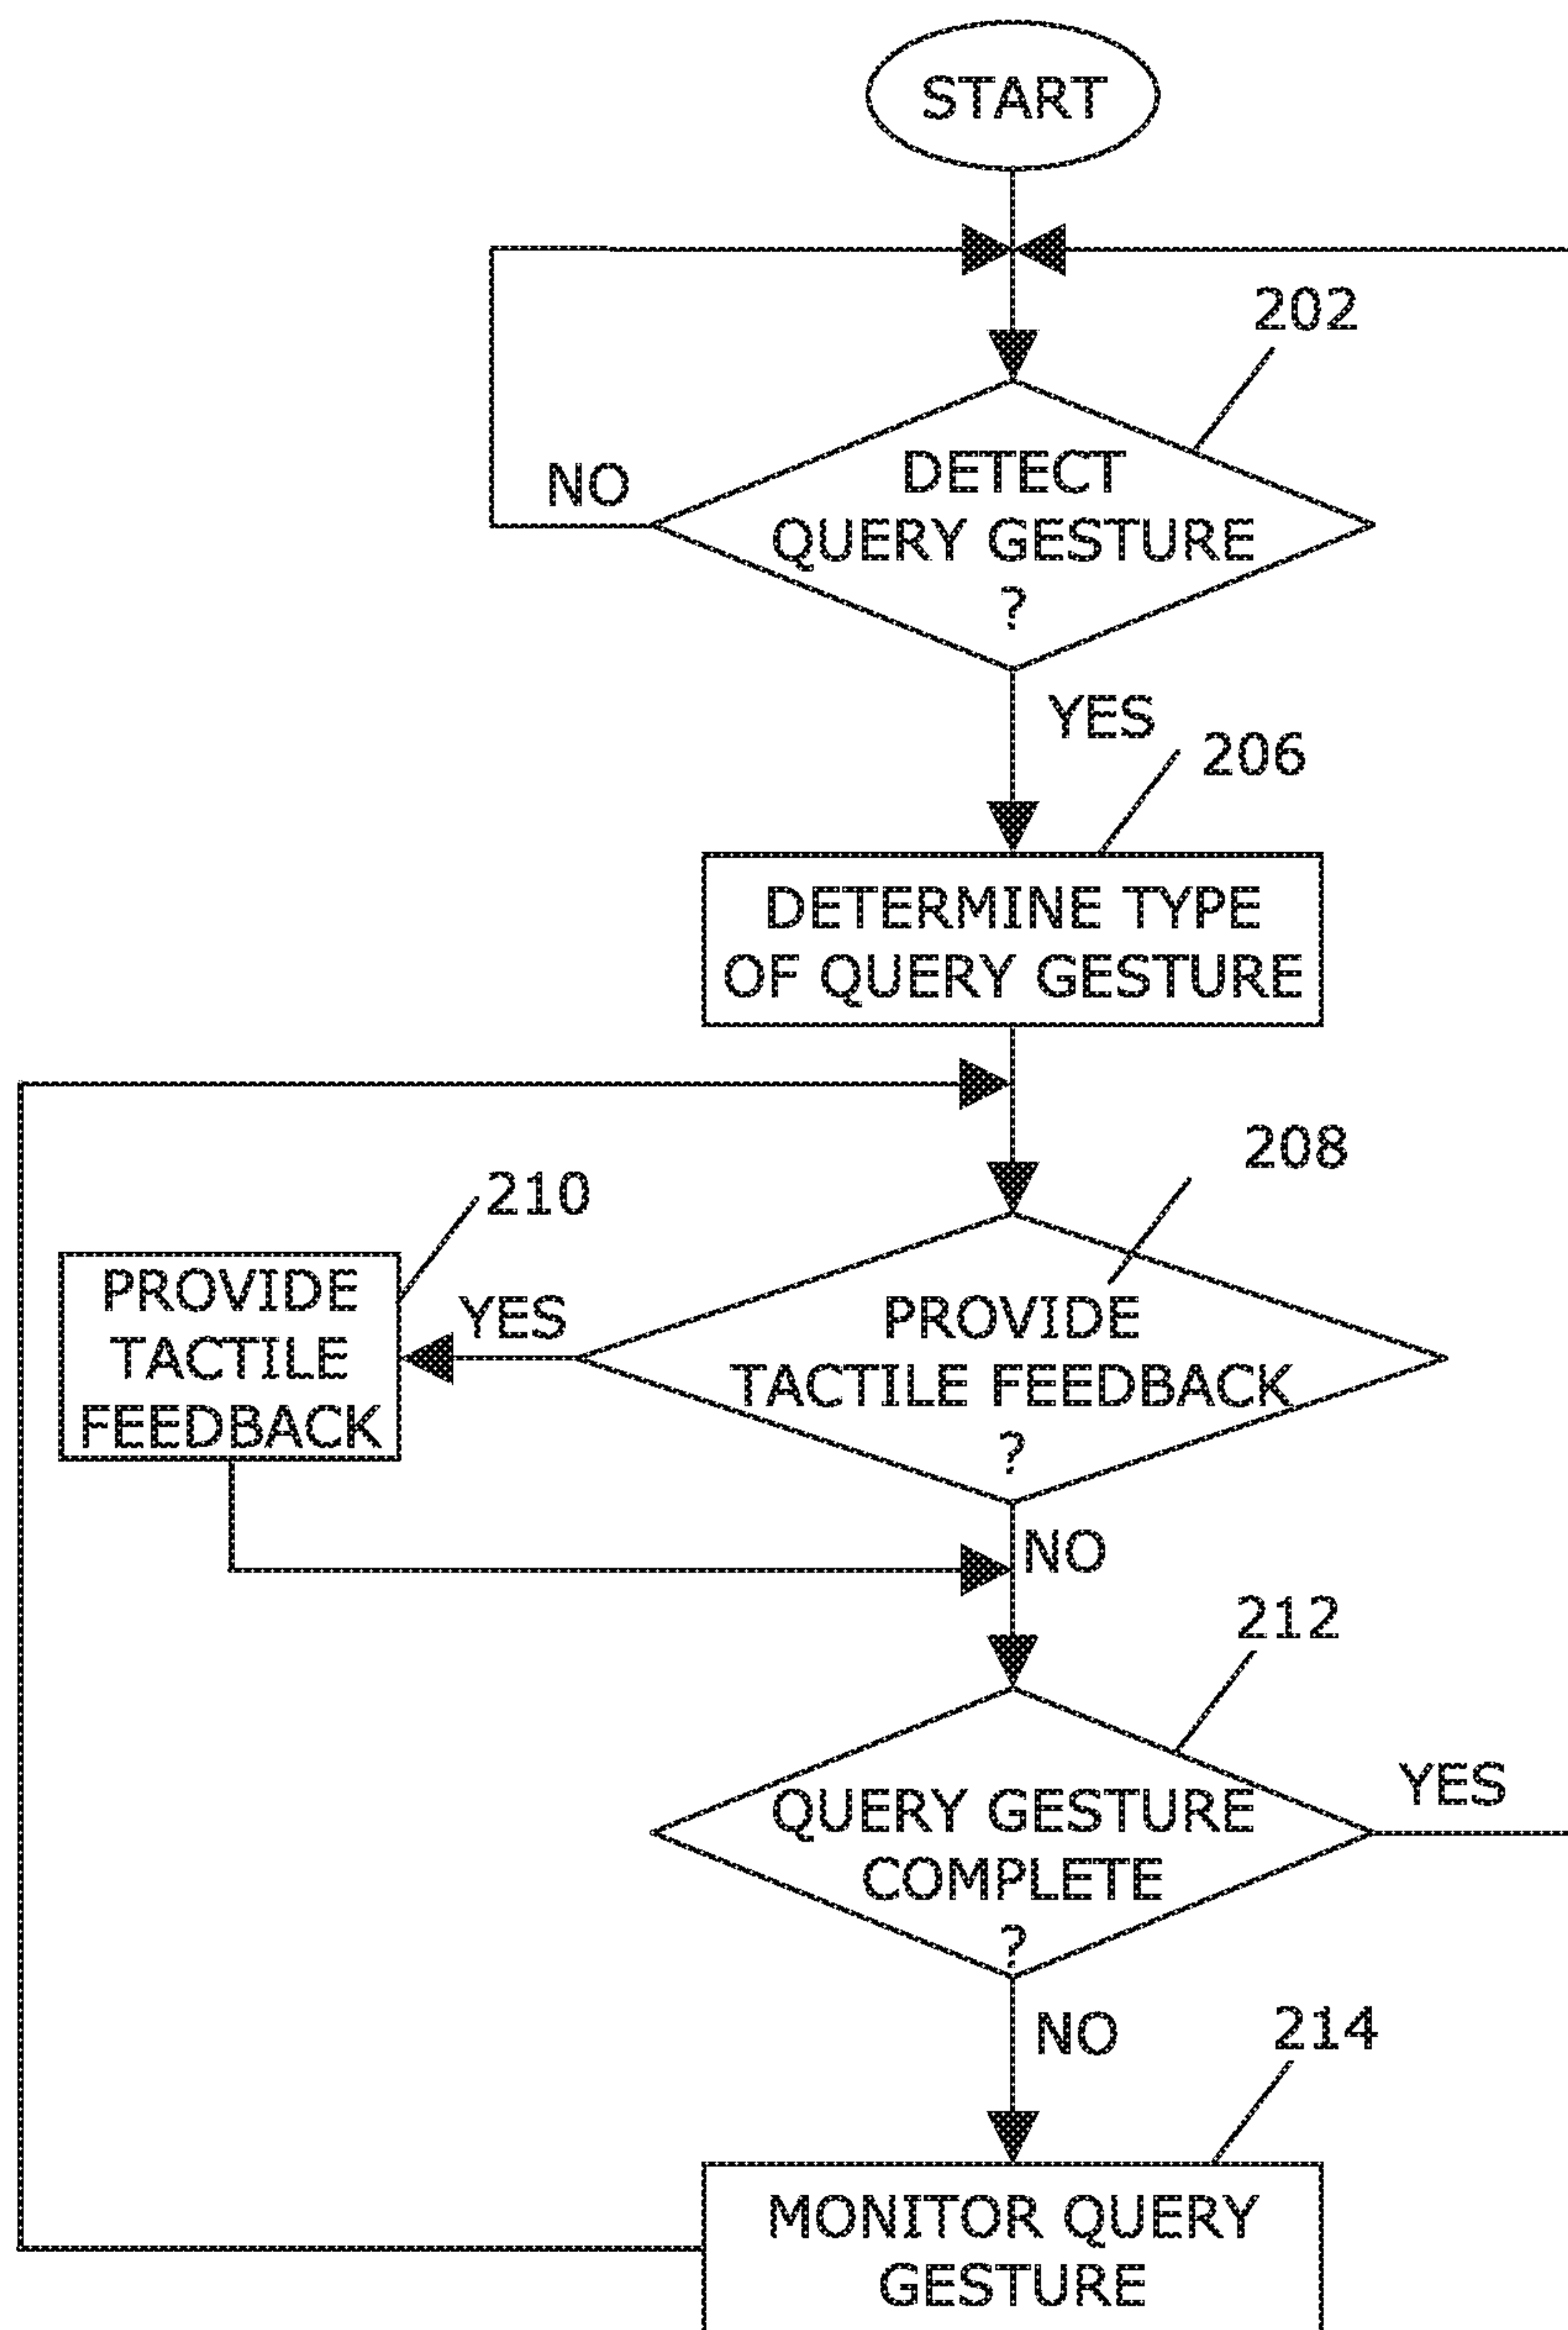 START
202
DETECT
NO
QUERY GESTURE
?
YES
206
DETERMINE TYPE
OF QUERY GESTURE
208
210
PROVIDE
TACTILE
FEEDBACK
YES
PROVIDE
TACTILE FEEDBACK
?
NO
212
QUERY GESTURE
COMPLETE
?
YES
NO
214
MONITOR QUERY
GESTURE